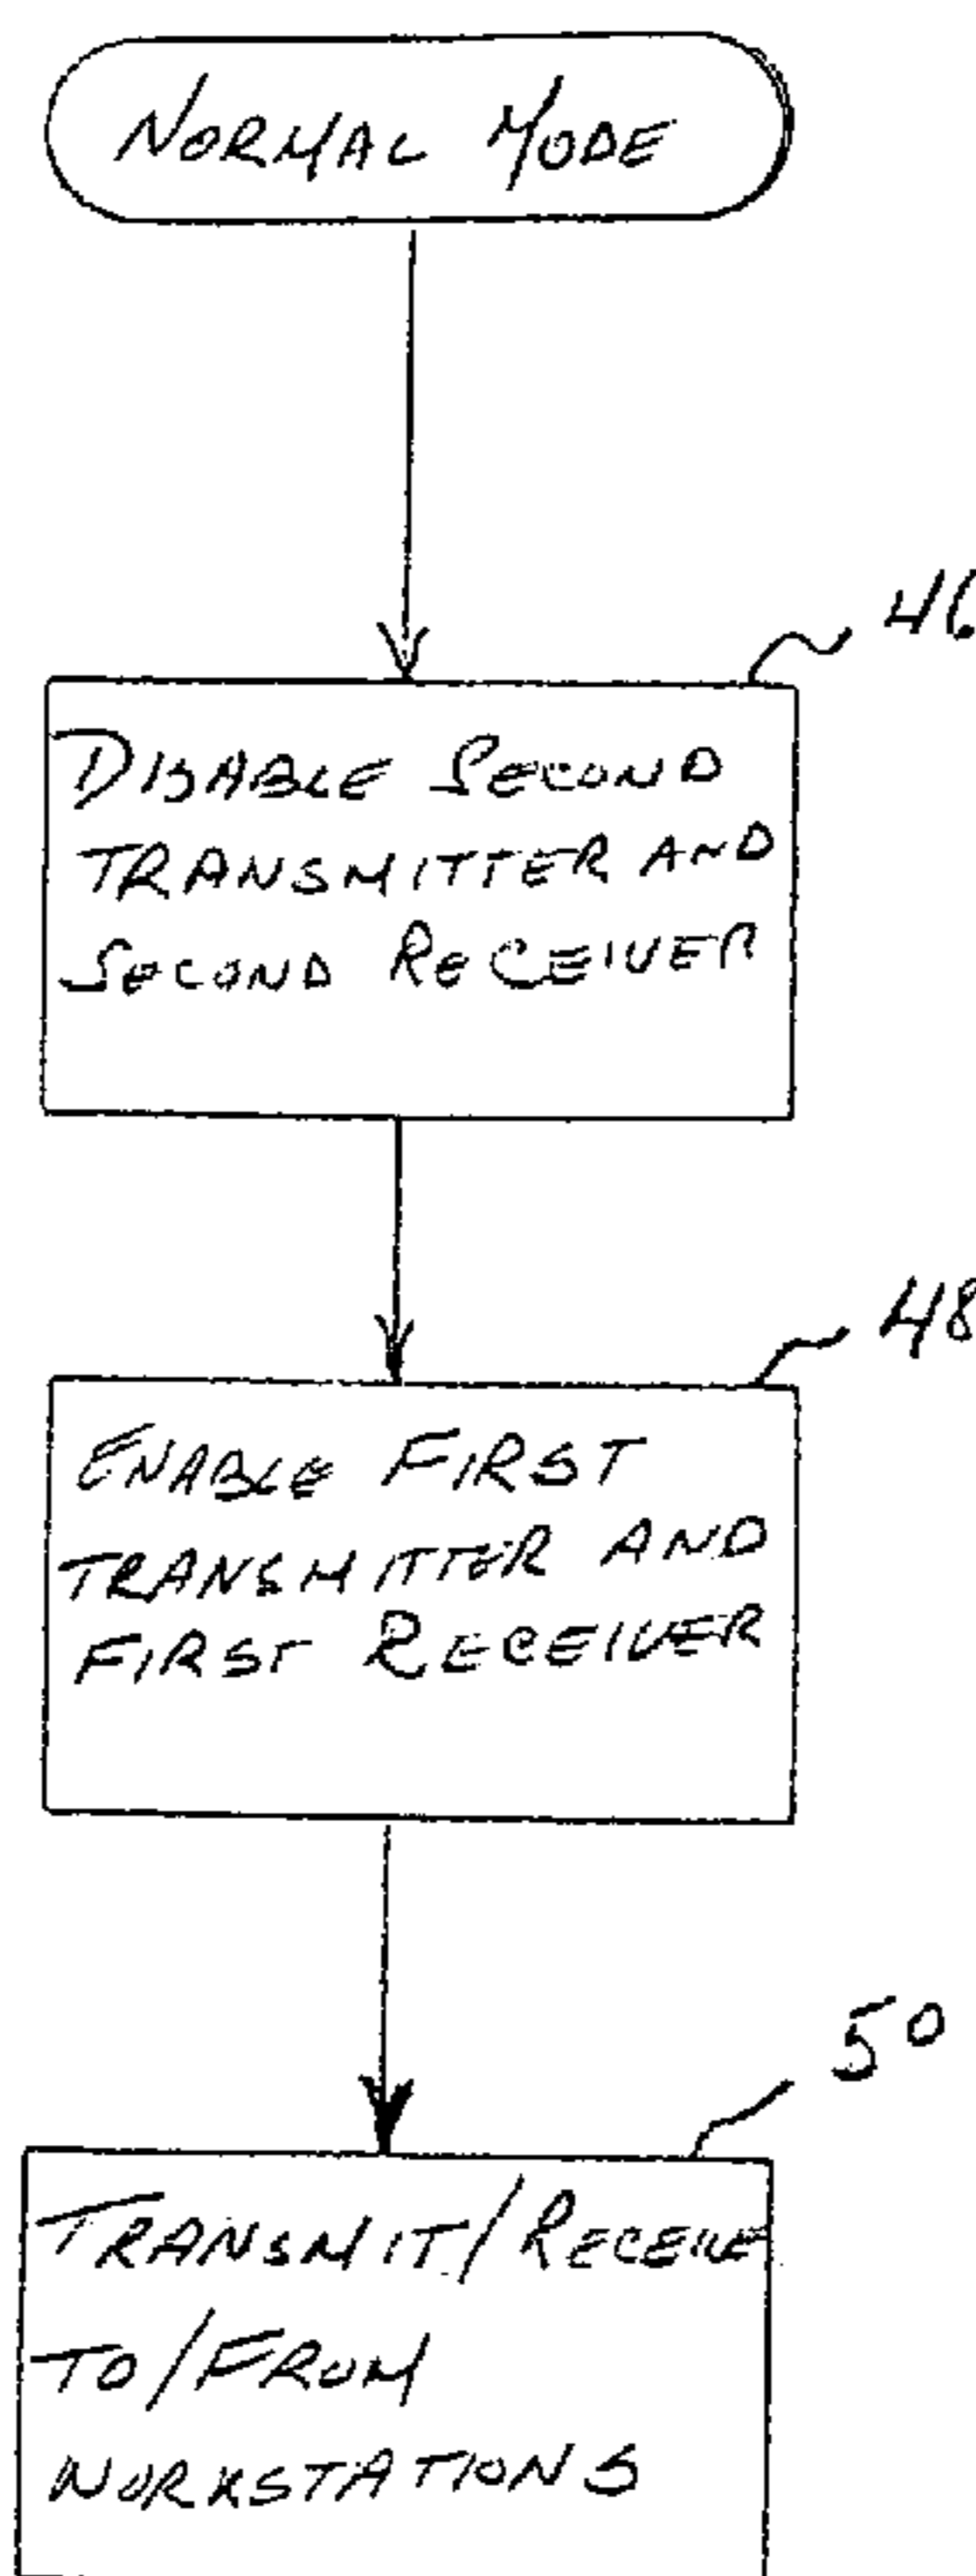 NORMAL MODE
46
DISABLE SECOND
TRANSMITTER AND
SECOND RECEIVER
48
ENABLE FIRST
TRANSMITTER AND
FIRST RECEIVER
50
TRANSMIT/RECEIVE
TO/FROM
WORKSTATIONS